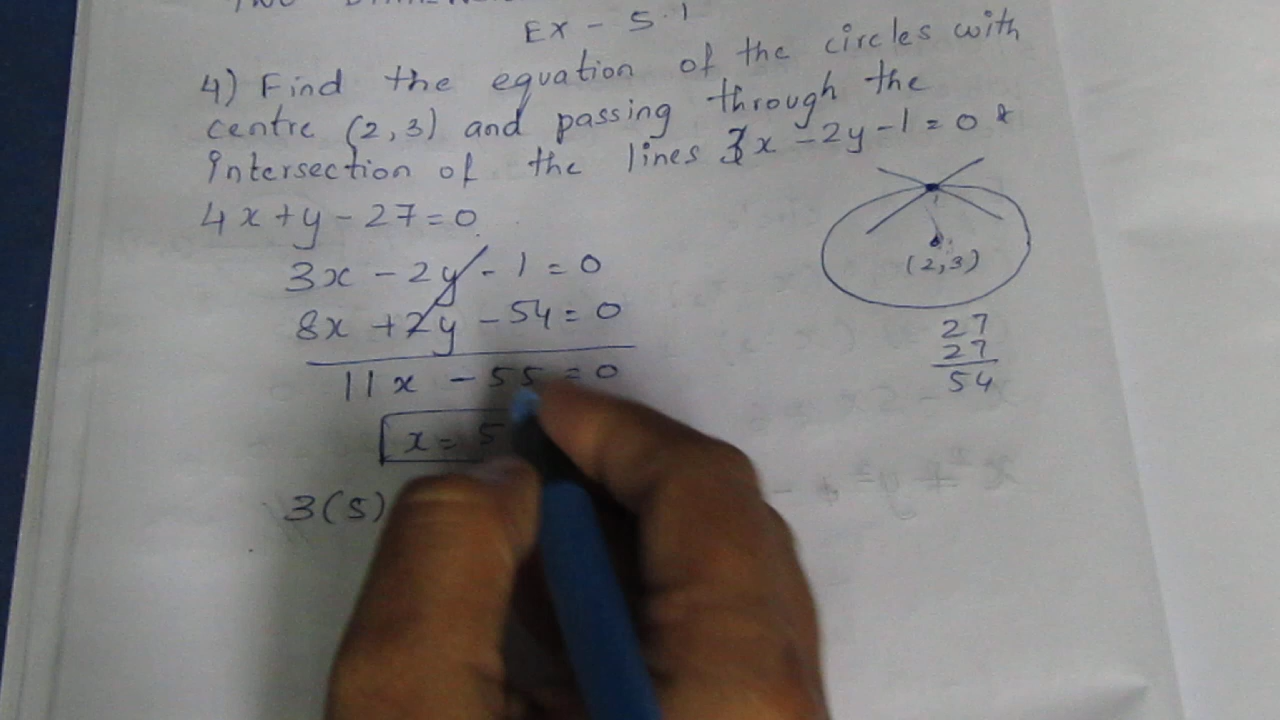 Ex - 5.1
4) Find the equation of the circles with
centre (2,3) and passing through the
intersection of the lines 3x - 2y - 1 = 0 &
4x + y - 27 = 0.
3x - 2y - 1 = 0
8x + 2y - 54 = 0
11x - 55 = 0
x = 5
3(5)
(2,3)
27
27
54